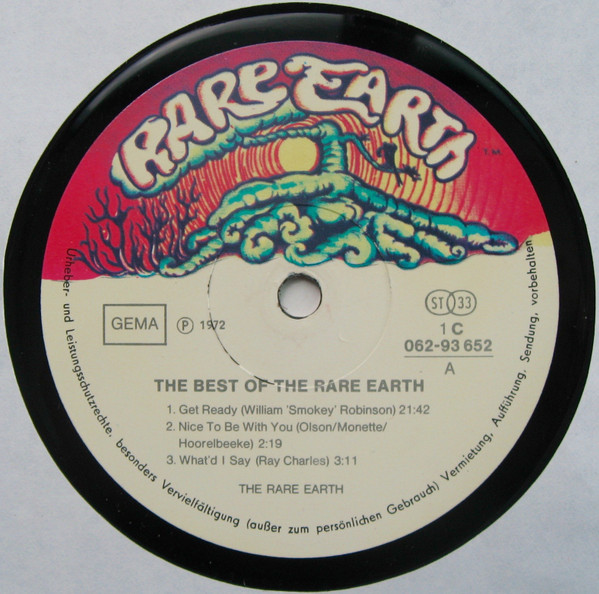 RARE EARTH
T.M.
GEMA
Ⓟ 1972
ST 33
1 C
062-93 652
A
THE BEST OF THE RARE EARTH
1. Get Ready (William 'Smokey' Robinson) 21:42
2. Nice To Be With You (Olson/Monette/
Hoorelbeeke) 2:19
3. What'd I Say (Ray Charles) 3:11
THE RARE EARTH
Urheber- und Leistungsschutzrechte, besonders Vervielfältigung (außer zum persönlichen Gebrauch) Vermietung, Aufführung, Sendung, vorbehalten